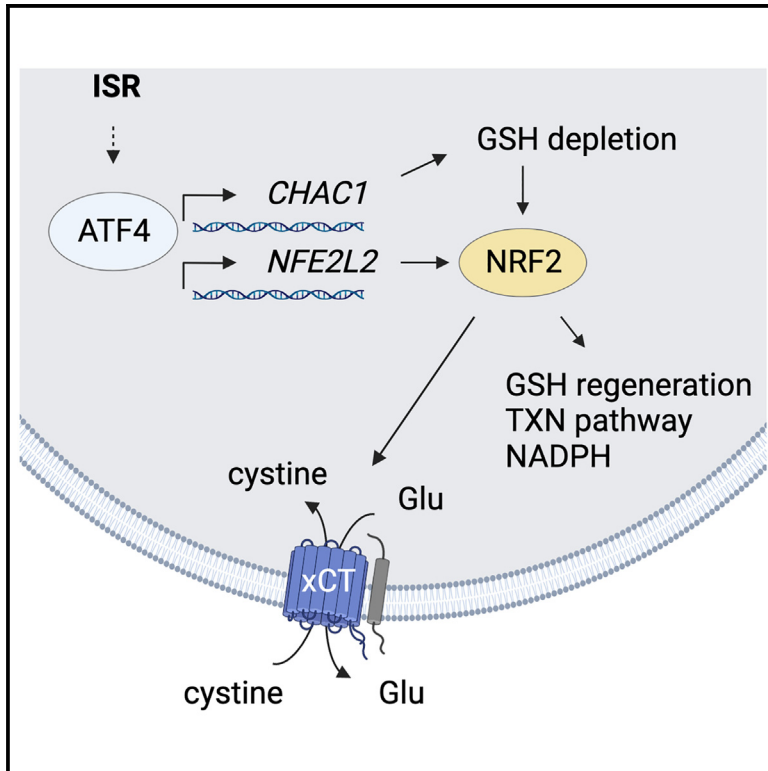 ISR
GSH depletion
CHAC1
ATF4
NFE2L2
NRF2
GSH regeneration
TXN pathway
NADPH
cystine
Glu
xCT
cystine
Glu